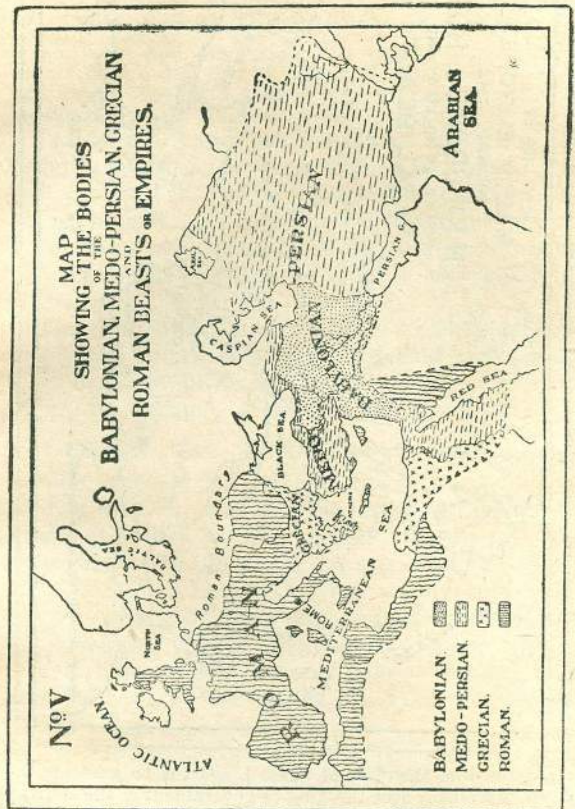 No V
MAP
SHOWING THE BODIES
OF THE
BABYLONIAN, MEDO-PERSIAN, GRECIAN
AND
ROMAN BEASTS OR EMPIRES.
ATLANTIC OCEAN
NORTH
SEA
BALTIC SEA
Roman Boundary
ROMAN
ROME
GRECIAN
ATHENS
BLACK SEA
CASPIAN SEA
ARAL
SEA
MEDO
PERSIAN
BABYLONIAN
MEDITERRANEAN
SEA
RED SEA
PERSIAN G.
ARABIAN
SEA.
BABYLONIAN.
MEDO-PERSIAN.
GRECIAN.
ROMAN.